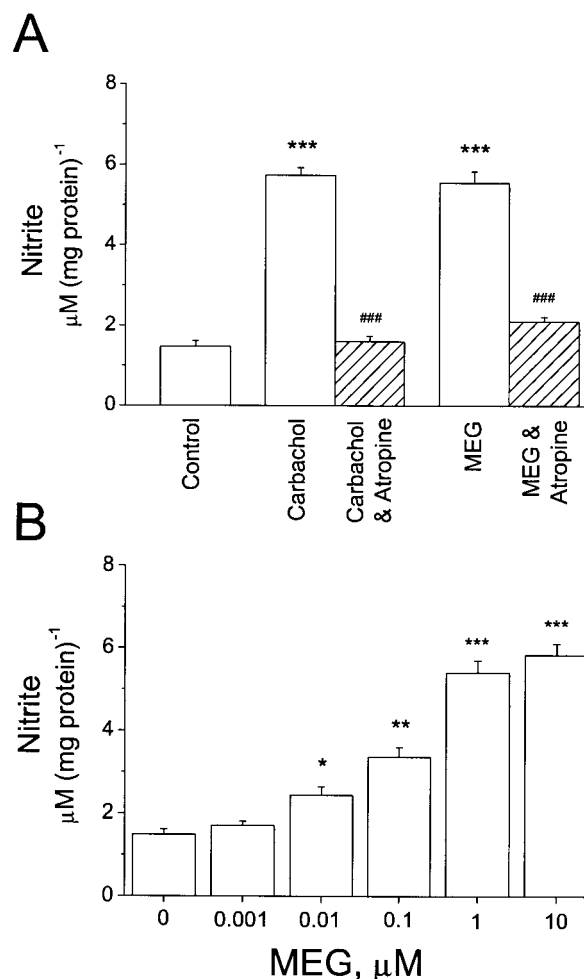 A
Nitrite
µM (mg protein)⁻¹
8
6
4
2
0
***
###
***
###
Control
Carbachol
Carbachol
& Atropine
MEG
MEG &
Atropine
B
Nitrite
µM (mg protein)⁻¹
8
6
4
2
0
*
**
***
***
0 0.001 0.01 0.1 1 10
MEG, µM